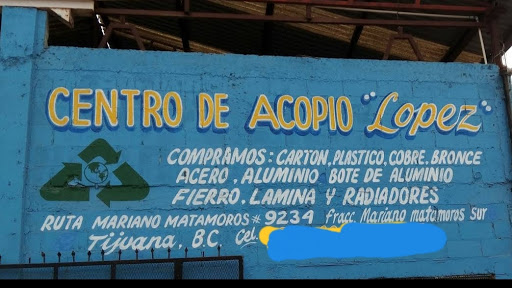 CENTRO DE ACOPIO "Lopez"
COMPRAMOS: CARTON, PLASTICO, COBRE. BRONCE
ACERO, ALUMINIO BOTE DE ALUMINIO
FIERRO. LAMINA Y RADIADORES
RUTA MARIANO MATAMOROS # 9234 fracc. Mariano matamoros Sur
Tijuana, B.C. Cel.